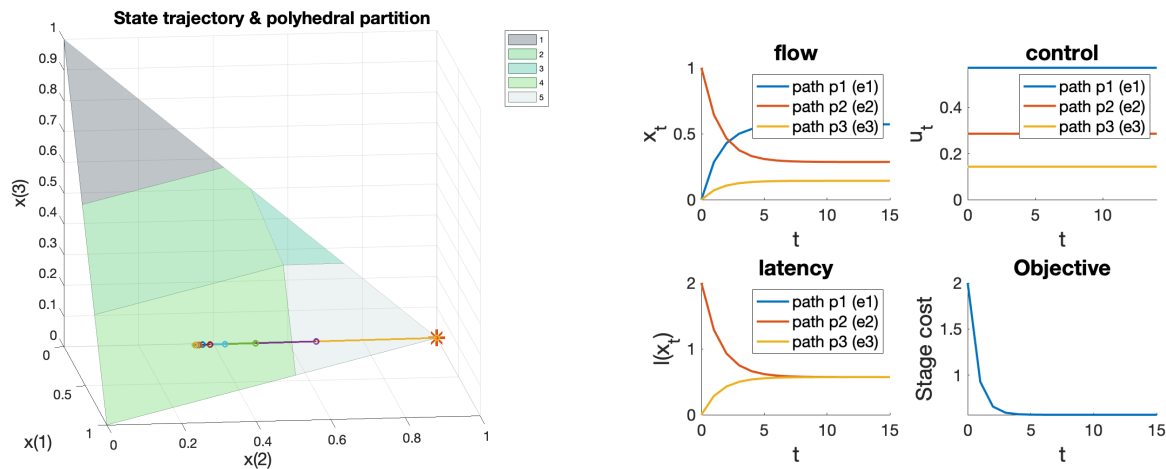 State trajectory & polyhedral partition
1
0.9
0.8
0.7
0.6
0.5
0.4
0.3
0.2
0.1
0
x(3)
0
0.5
1
x(1)
0
0.2
0.4
0.6
0.8
1
x(2)
1
2
3
4
5
flow
1
0.5
0
x_t
path p1 (e1)
path p2 (e2)
path p3 (e3)
0
5
10
15
t
control
0.4
0.2
0
u_t
path p1 (e1)
path p2 (e2)
path p3 (e3)
0
5
10
t
latency
2
1
0
l(x_t)
path p1 (e1)
path p2 (e2)
path p3 (e3)
0
5
10
15
t
Objective
2
1.5
1
Stage cost
0
5
10
15
t